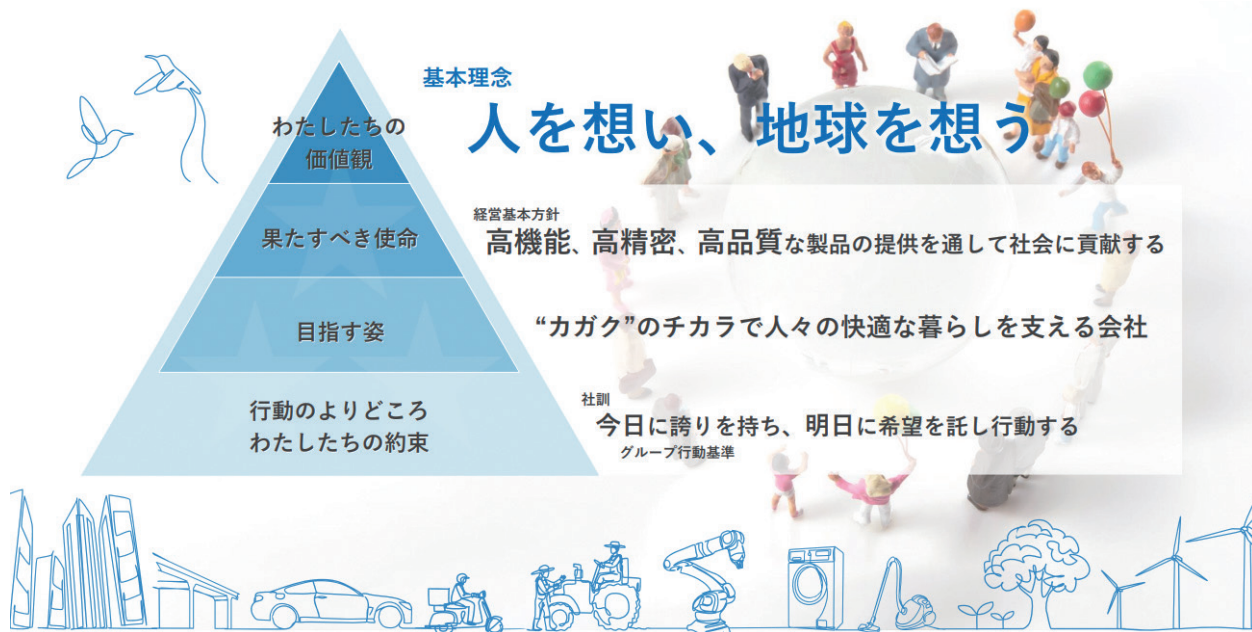 基本理念
人を想い、地球を想う
わたしたちの
価値観
経営基本方針
果たすべき使命
高機能、高精密、高品質な製品の提供を通して社会に貢献する
目指す姿
“カガク”のチカラで人々の快適な暮らしを支える会社
行動のよりどころ
わたしたちの約束
社訓
今日に誇りを持ち、明日に希望を託し行動する
グループ行動基準